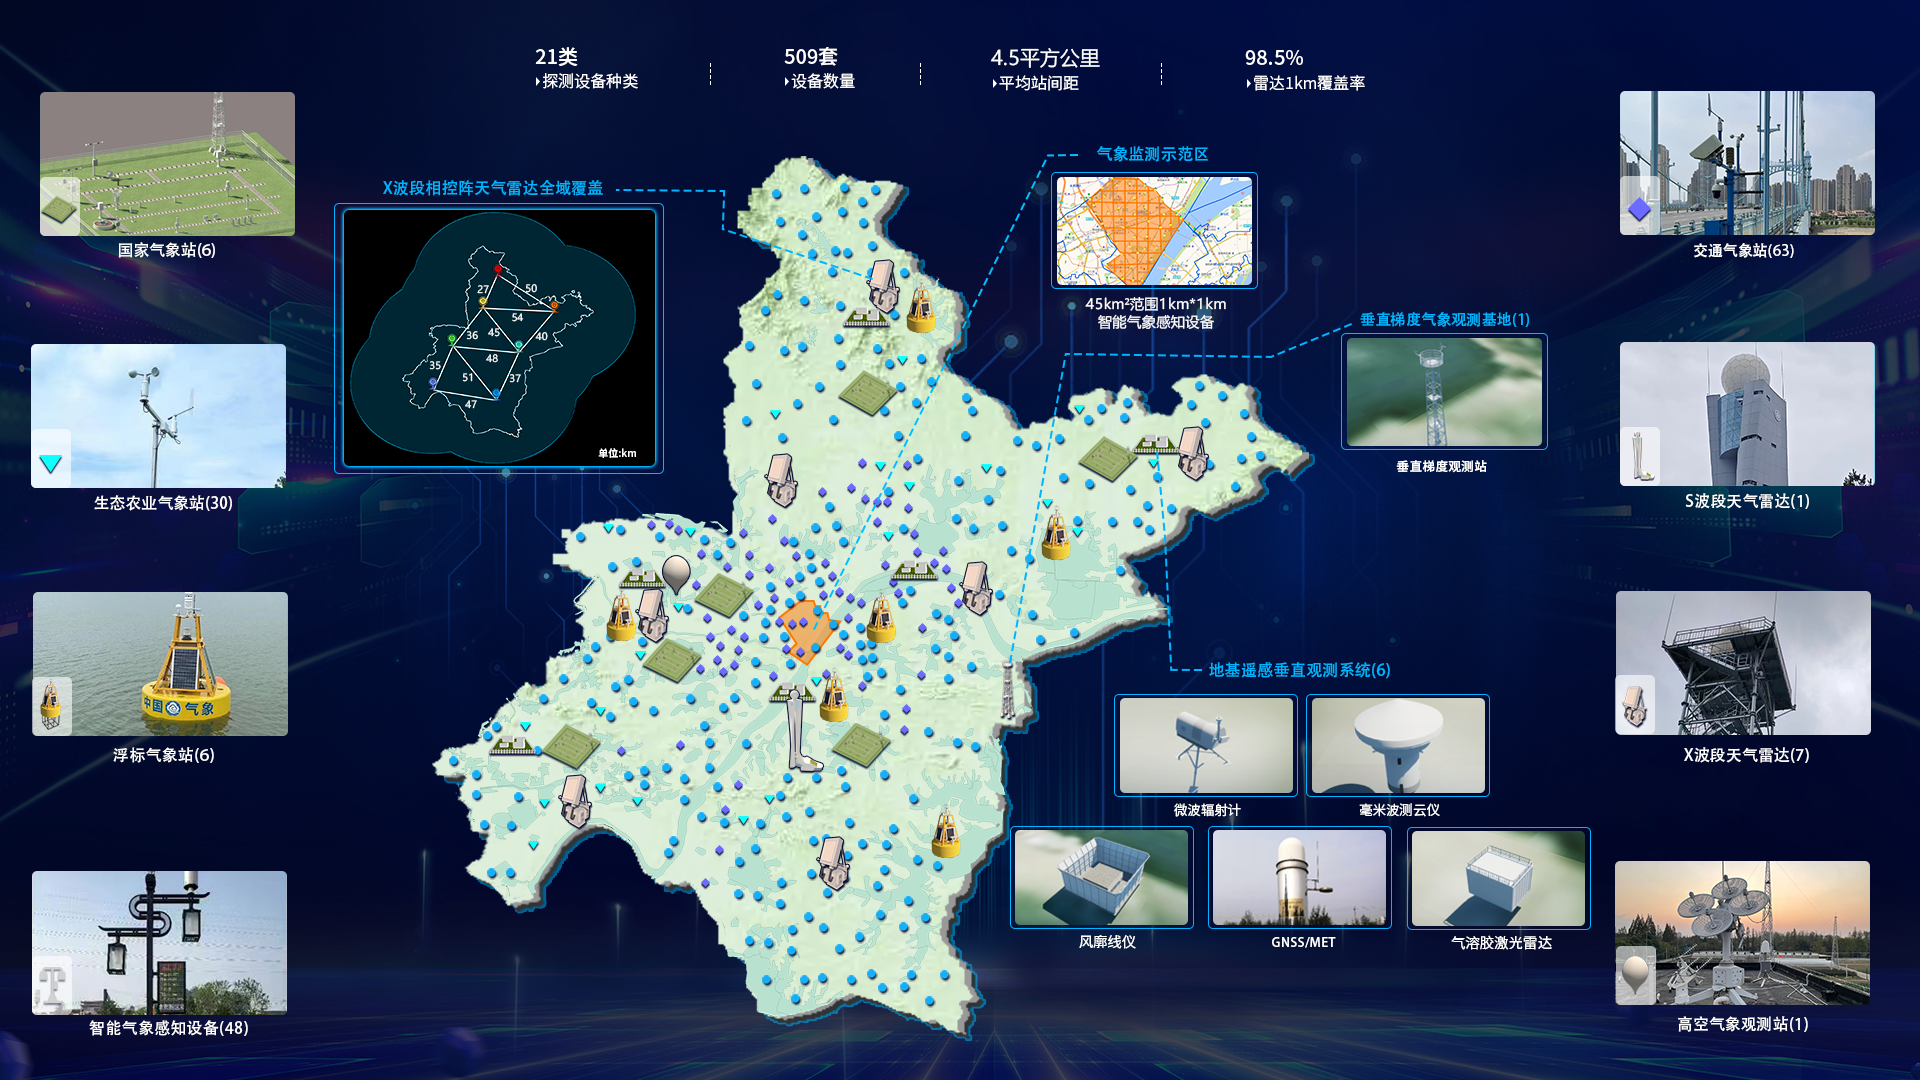 21类
探测设备种类
509套
设备数量
4.5平方公里
平均站间距
98.5%
雷达1km覆盖率
国家气象站(6)
生态农业气象站(30)
浮标气象站(6)
中国 气象
智能气象感知设备(48)
X波段相控阵天气雷达全域覆盖
27
50
54
36
45
40
48
35
51
37
47
单位:km
气象监测示范区
45km²范围1km*1km
智能气象感知设备
垂直梯度气象观测基地(1)
垂直梯度观测站
地基遥感垂直观测系统(6)
微波辐射计
毫米波测云仪
风廓线仪
GNSS/MET
气溶胶激光雷达
交通气象站(63)
S波段天气雷达(1)
X波段天气雷达(7)
高空气象观测站(1)